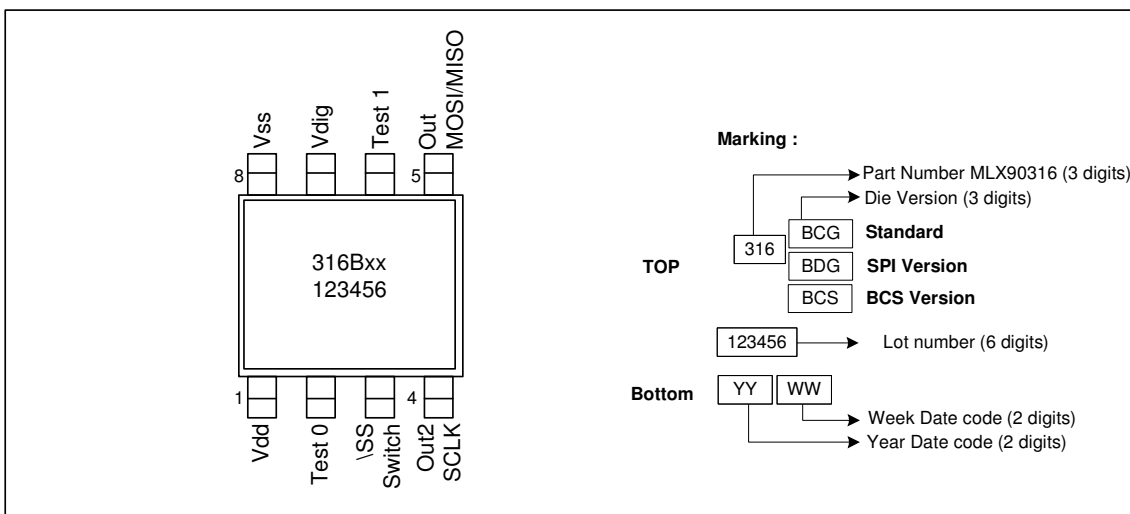 Vss
Vdig
Test 1
Out
MOSI/MISO
8
5
316Bxx
123456
1
4
Vdd
Test 0
\SS
Switch
Out2
SCLK
Marking :
Part Number MLX90316 (3 digits)
Die Version (3 digits)
TOP
316
BCG Standard
BDG SPI Version
BCS BCS Version
123456 Lot number (6 digits)
Bottom YY WW
Week Date code (2 digits)
Year Date code (2 digits)